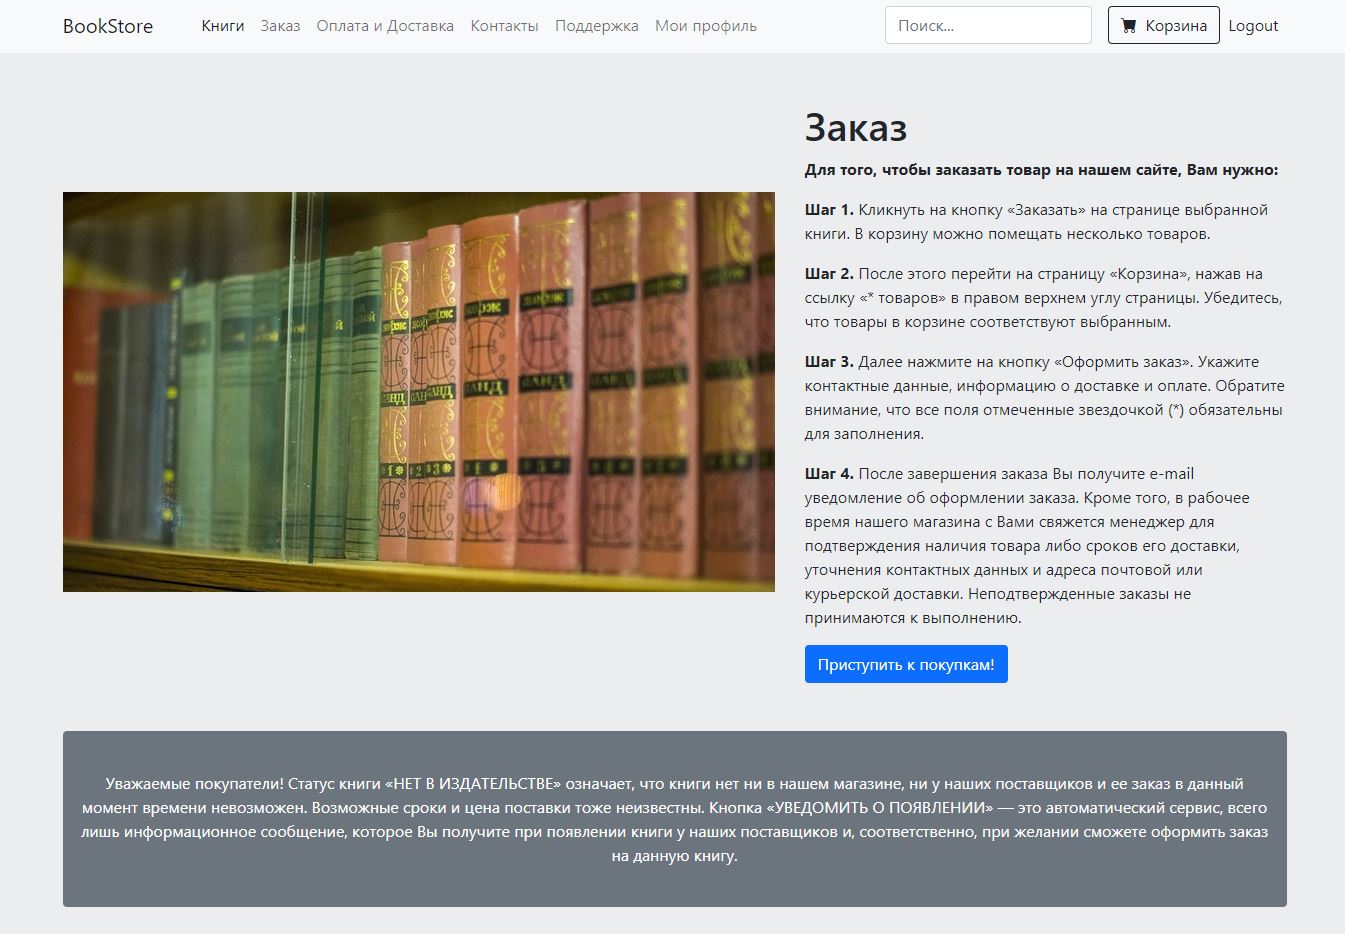 BookStore
Книги
Заказ
Оплата и Доставка
Контакты
Поддержка
Мои профиль
Поиск...
Корзина
Logout
Заказ
Для того, чтобы заказать товар на нашем сайте, Вам нужно:
Шаг 1. Кликнуть на кнопку «Заказать» на странице выбранной
книги. В корзину можно помещать несколько товаров.
Шаг 2. После этого перейти на страницу «Корзина», нажав на
ссылку «* товаров» в правом верхнем углу страницы. Убедитесь,
что товары в корзине соответствуют выбранным.
Шаг 3. Далее нажмите на кнопку «Оформить заказ». Укажите
контактные данные, информацию о доставке и оплате. Обратите
внимание, что все поля отмеченные звездочкой (*) обязательны
для заполнения.
Шаг 4. После завершения заказа Вы получите e-mail
уведомление об оформлении заказа. Кроме того, в рабочее
время нашего магазина с Вами свяжется менеджер для
подтверждения наличия товара либо сроков его доставки,
уточнения контактных данных и адреса почтовой или
курьерской доставки. Неподтвержденные заказы не
принимаются к выполнению.
Приступить к покупкам!
Уважаемые покупатели! Статус книги «НЕТ В ИЗДАТЕЛЬСТВЕ» означает, что книги нет ни в нашем магазине, ни у наших поставщиков и ее заказ в данный
момент времени невозможен. Возможные сроки и цена поставки тоже неизвестны. Кнопка «УВЕДОМИТЬ О ПОЯВЛЕНИИ» — это автоматический сервис, всего
лишь информационное сообщение, которое Вы получите при появлении книги у наших поставщиков и, соответственно, при желании сможете оформить заказ
на данную книгу.